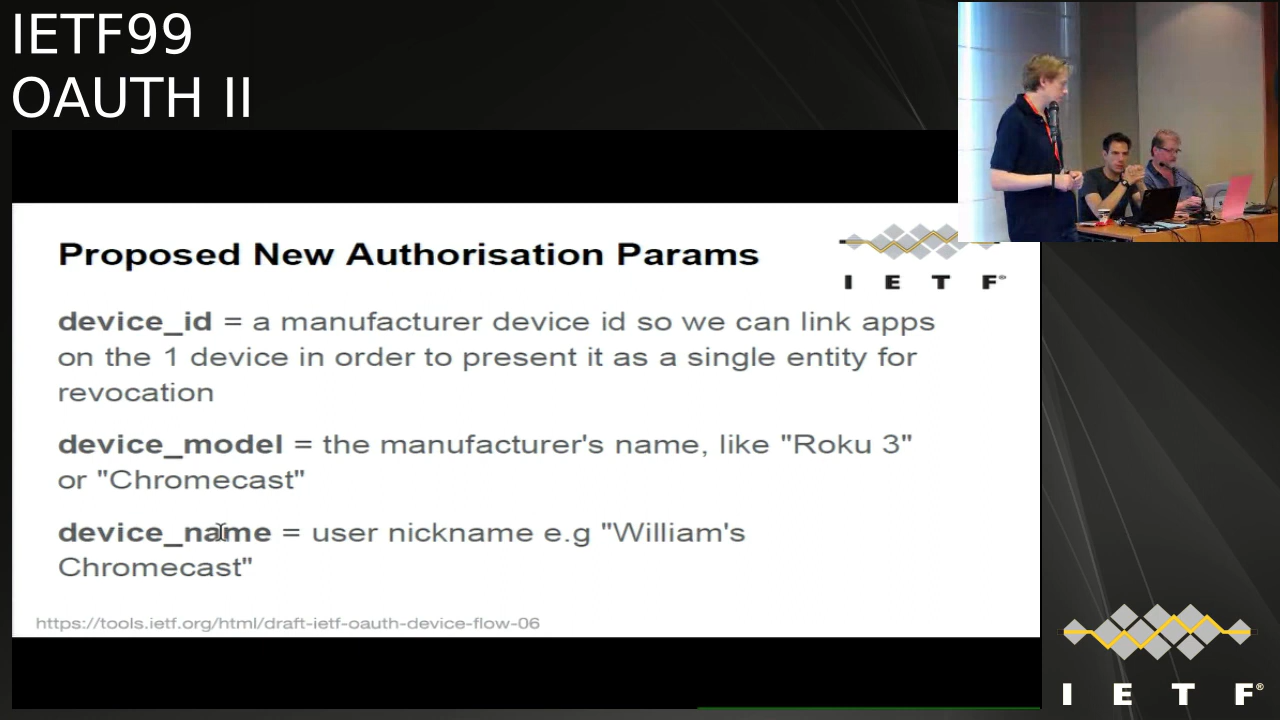 IETF99
OAUTH II
Proposed New Authorisation Params
I E T F®
device_id = a manufacturer device id so we can link apps
on the 1 device in order to present it as a single entity for
revocation
device_model = the manufacturer's name, like "Roku 3"
or "Chromecast"
device_name = user nickname e.g "William's
Chromecast"
https://tools.ietf.org/html/draft-ietf-oauth-device-flow-06
I E T F®